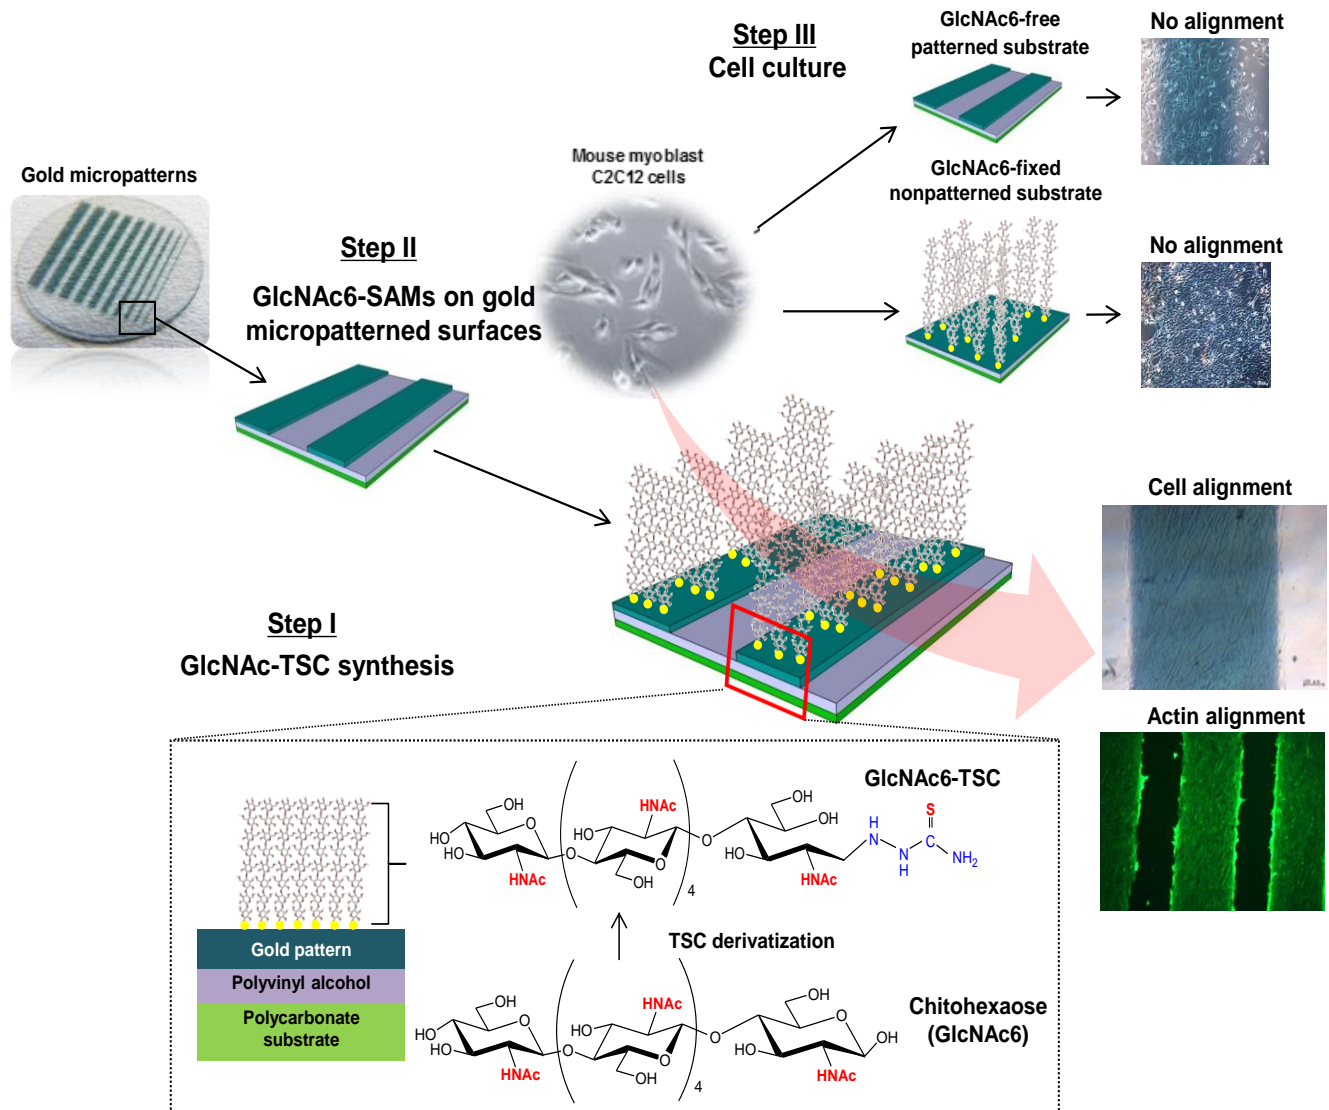 Step III
Cell culture
GlcNAc6-free
patterned substrate
No alignment
Gold micropatterns
Mouse myoblast
C2C12 cells
GlcNAc6-fixed
nonpatterned substrate
No alignment
Step II
GlcNAc6-SAMs on gold
micropatterned surfaces
Cell alignment
Step I
GlcNAc-TSC synthesis
Actin alignment
GlcNAc6-TSC
OH
HO
HO
O
HNAc
O
HO
HNAc
O
OH
O
4
OH
OH
HO
HNAc
H
N
N
H
S
C
NH2
TSC derivatization
Gold pattern
Polyvinyl alcohol
Polycarbonate
substrate
OH
HO
HO
O
HNAc
O
HO
HNAc
O
OH
O
4
OH
O
HO
OH
HNAc
Chitohexaose
(GlcNAc6)